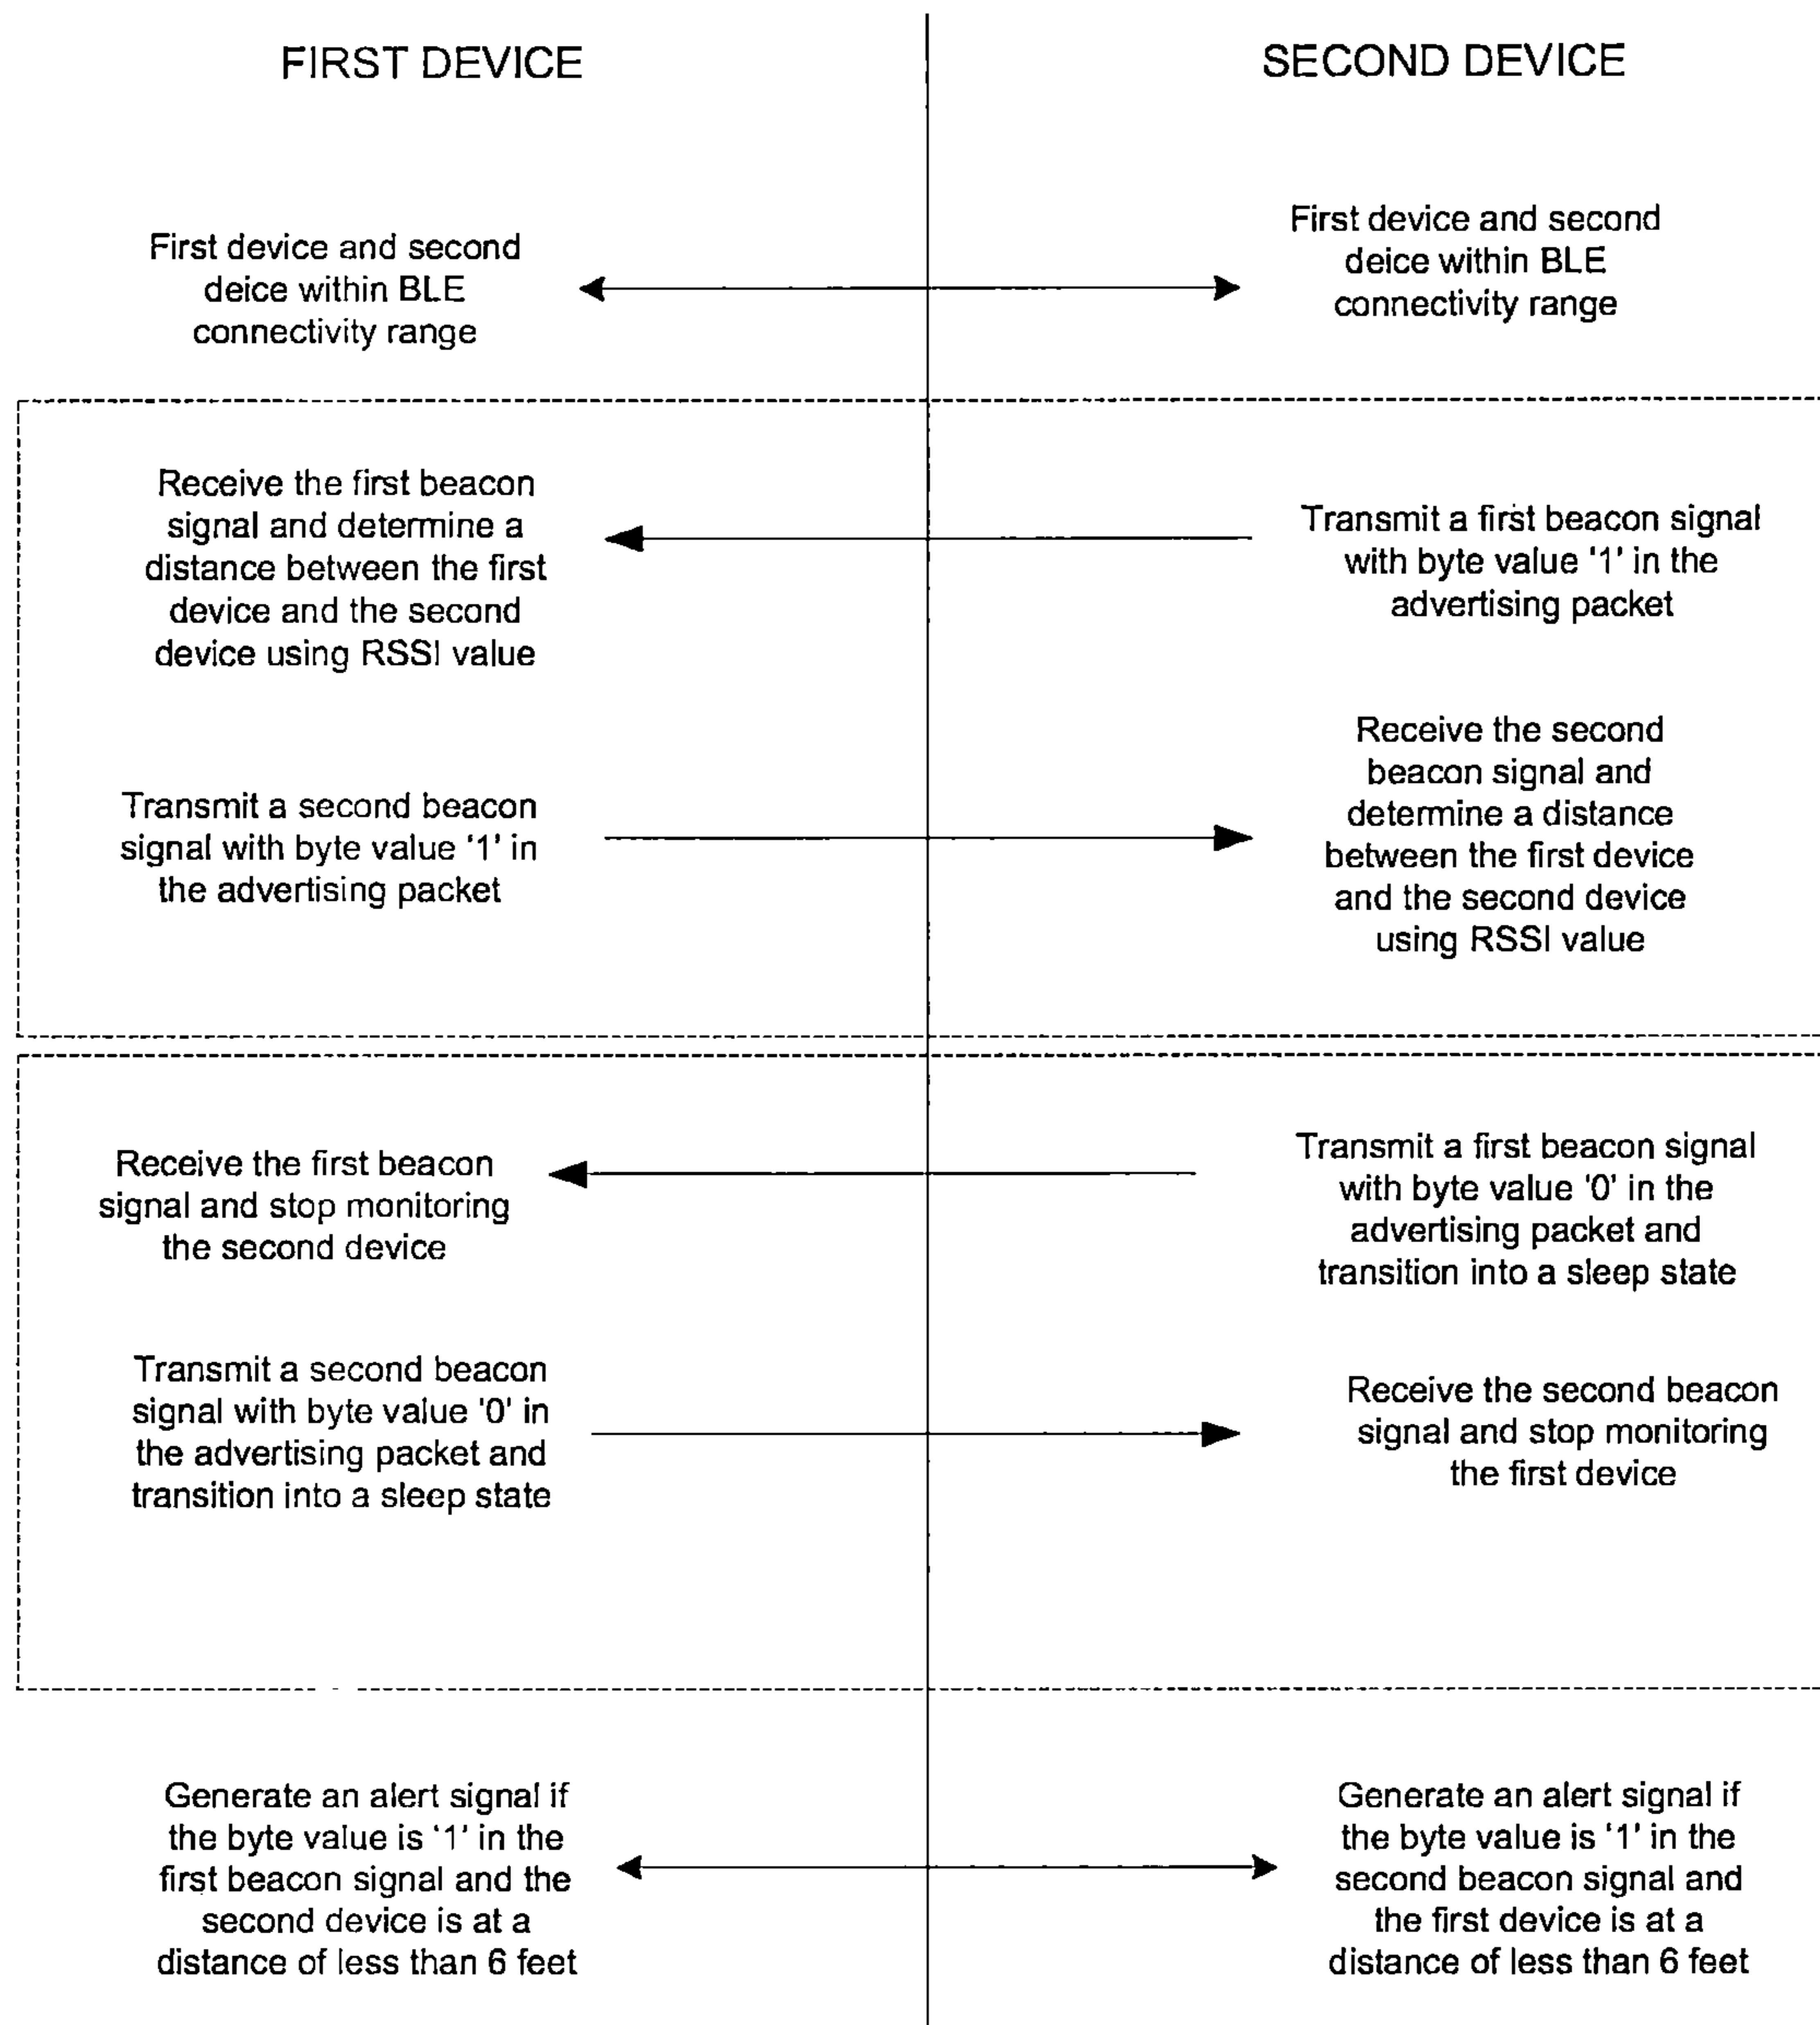 FIRST DEVICE
SECOND DEVICE
First device and second
deice within BLE
connectivity range
First device and second
deice within BLE
connectivity range
Receive the first beacon
signal and determine a
distance between the first
device and the second
device using RSSI value
Transmit a first beacon signal
with byte value '1' in the
advertising packet
Transmit a second beacon
signal with byte value '1' in
the advertising packet
Receive the second
beacon signal and
determine a distance
between the first device
and the second device
using RSSI value
Receive the first beacon
signal and stop monitoring
the second device
Transmit a first beacon signal
with byte value '0' in the
advertising packet and
transition into a sleep state
Transmit a second beacon
signal with byte value '0' in
the advertising packet and
transition into a sleep state
Receive the second beacon
signal and stop monitoring
the first device
Generate an alert signal if
the byte value is '1' in the
first beacon signal and the
second device is at a
distance of less than 6 feet
Generate an alert signal if
the byte value is '1' in the
second beacon signal and
the first device is at a
distance of less than 6 feet